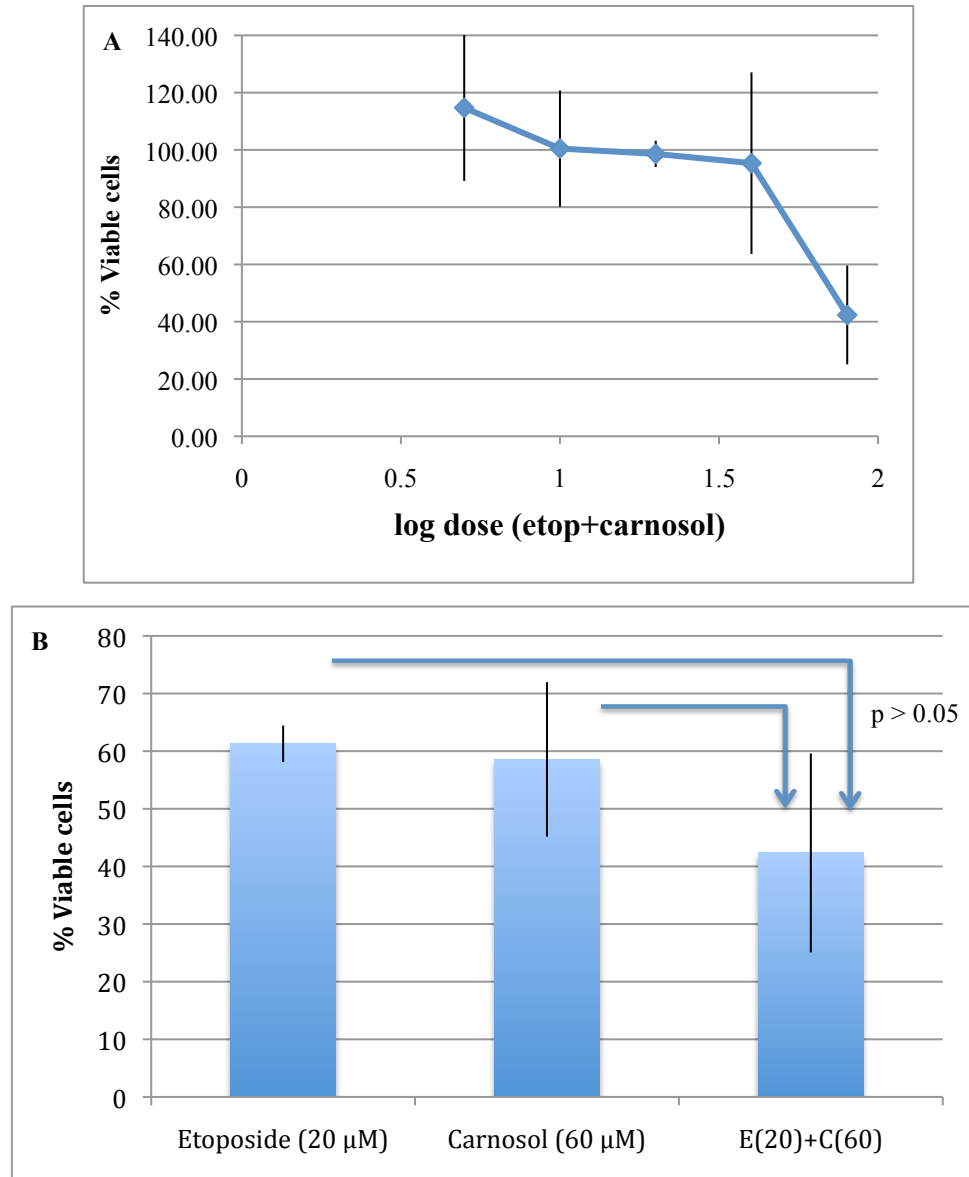 A
140.00
120.00
100.00
80.00
60.00
40.00
20.00
0.00
% Viable cells
0 0.5 1 1.5 2
log dose (etop+carnosol)
B
80
70
60
50
40
30
20
10
0
% Viable cells
p > 0.05
Etoposide (20 µM) Carnosol (60 µM) E(20)+C(60)